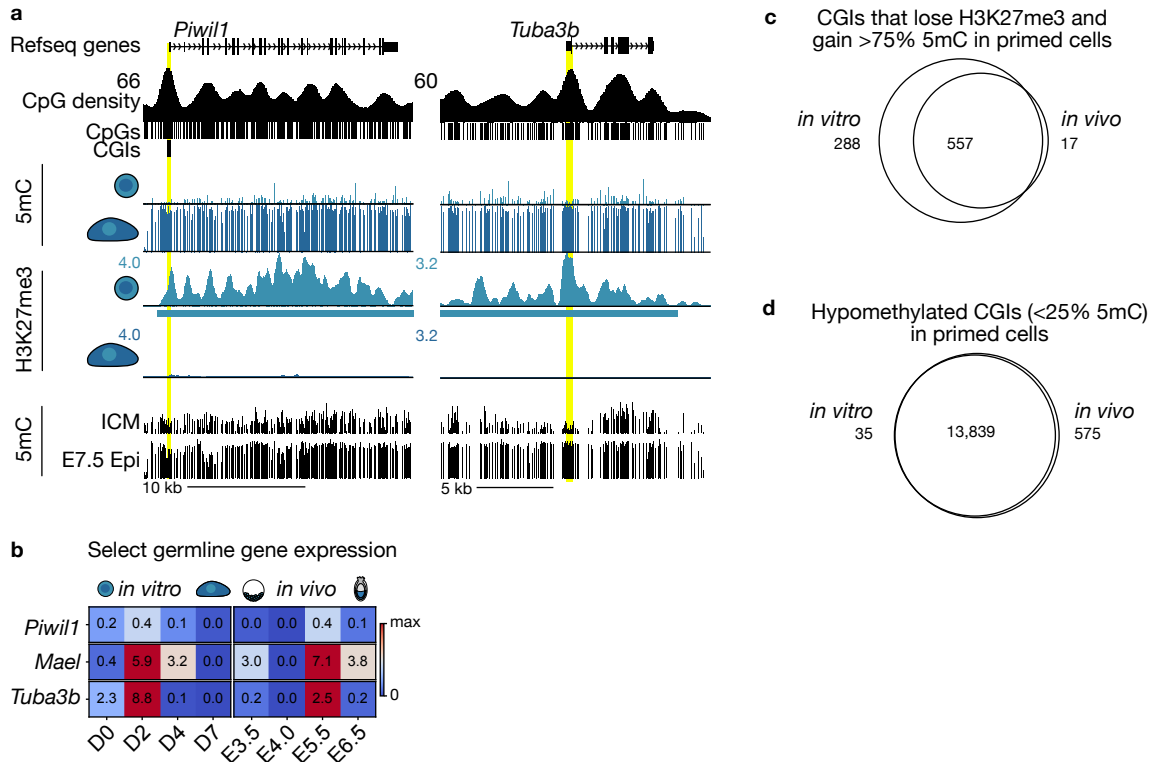 a
Piwil1
Tuba3b
Refseq genes
66
60
CpG density
CpGs
CGIs
5mC
H3K27me3
4.0
3.2
4.0
3.2
5mC
ICM
E7.5 Epi
10 kb
5 kb
b
Select germline gene expression
in vitro
in vivo
Piwil1
0.2 0.4 0.1 0.0 0.0 0.0 0.4 0.1
Mael
0.4 5.9 3.2 0.0 3.0 0.0 7.1 3.8
Tuba3b
2.3 8.8 0.1 0.0 0.2 0.0 2.5 0.2
max
0
D0 D2 D4 D7 E3.5 E4.0 E5.5 E6.5
c
CGIs that lose H3K27me3 and
gain >75% 5mC in primed cells
in vitro
288
557
in vivo
17
d
Hypomethylated CGIs (<25% 5mC)
in primed cells
in vitro
35
13,839
in vivo
575